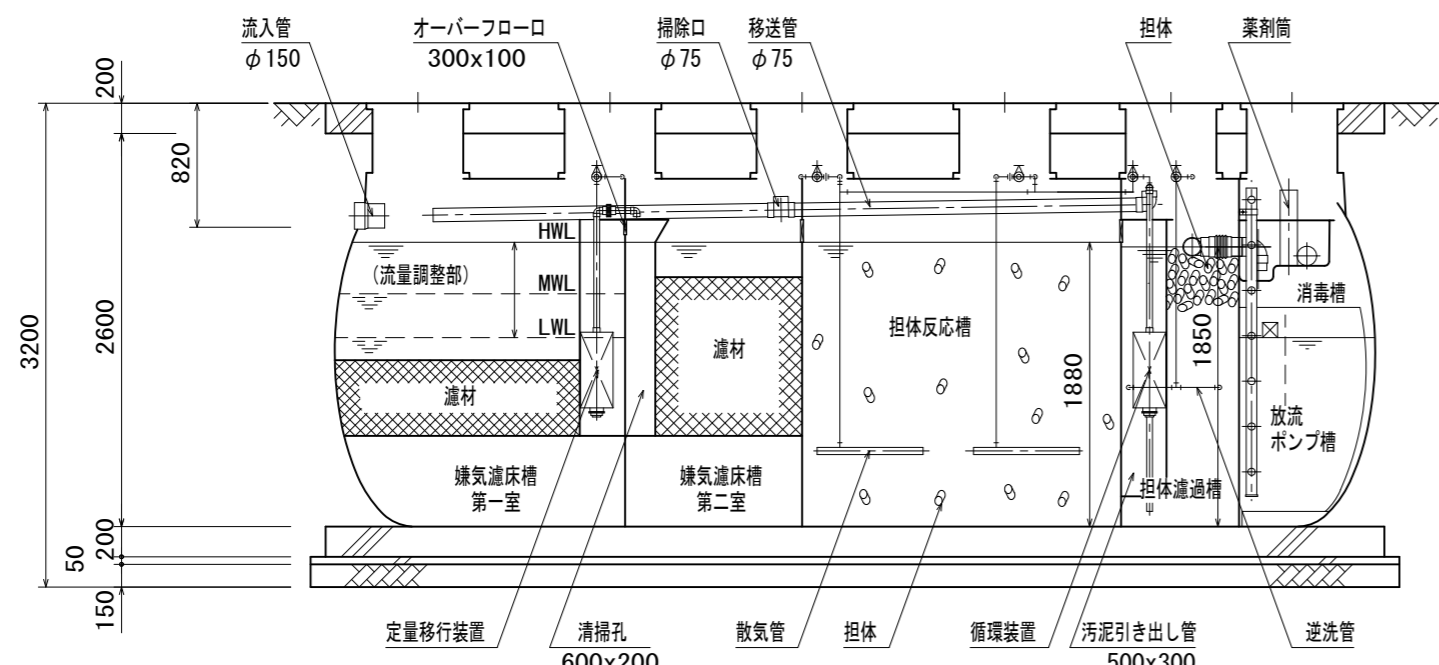 流入管
φ150
オーバーフロー口
300x100
掃除口
φ75
移送管
φ75
担体
薬剤筒
200
820
3200
2600
200
50
150
HWL
(流量調整部)
MWL
LWL
濾材
濾材
担体反応槽
1880
1850
消毒槽
放流
ポンプ槽
嫌気濾床槽
第一室
嫌気濾床槽
第二室
担体濾過槽
定量移行装置
清掃孔
600x200
散気管
担体
循環装置
汚泥引き出し管
500x300
逆洗管